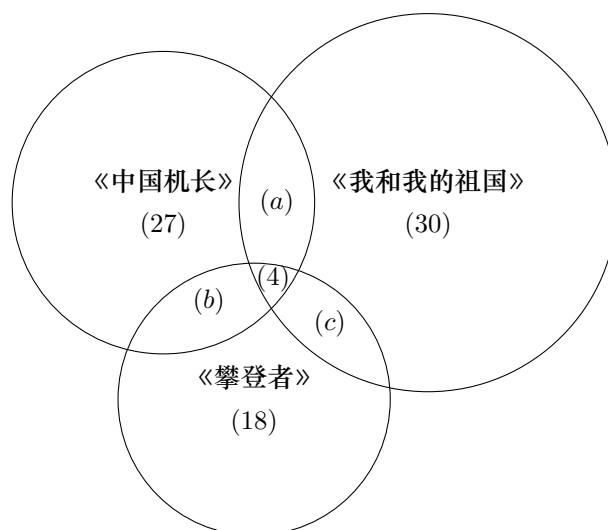 《中国机长》
(27)
《我和我的祖国》
(30)
(a)
(4)
(b)
(c)
《攀登者》
(18)